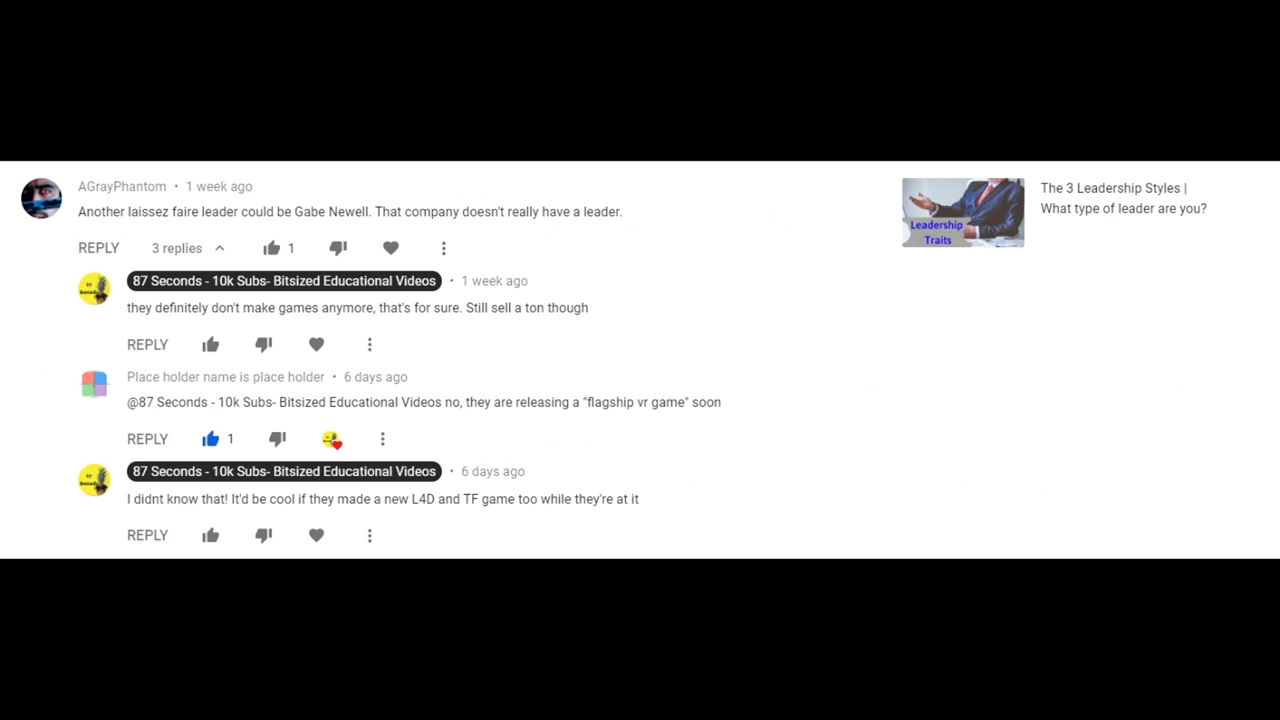 AGrayPhantom • 1 week ago
Another laissez faire leader could be Gabe Newell. That company doesn't really have a leader.
REPLY 3 replies 1
87 Seconds - 10k Subs- Bitsized Educational Videos • 1 week ago
they definitely don't make games anymore, that's for sure. Still sell a ton though
REPLY
Place holder name is place holder • 6 days ago
@87 Seconds - 10k Subs- Bitsized Educational Videos no, they are releasing a "flagship vr game" soon
REPLY 1
87 Seconds - 10k Subs- Bitsized Educational Videos • 6 days ago
I didnt know that! It'd be cool if they made a new L4D and TF game too while they're at it
REPLY
Leadership
Traits
The 3 Leadership Styles |
What type of leader are you?